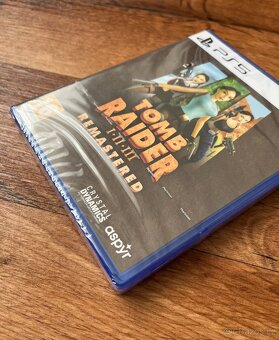 PS5
TOMB
RAIDER
I•II•III
REMASTERED
CRYSTAL
DYNAMICS
aspyr